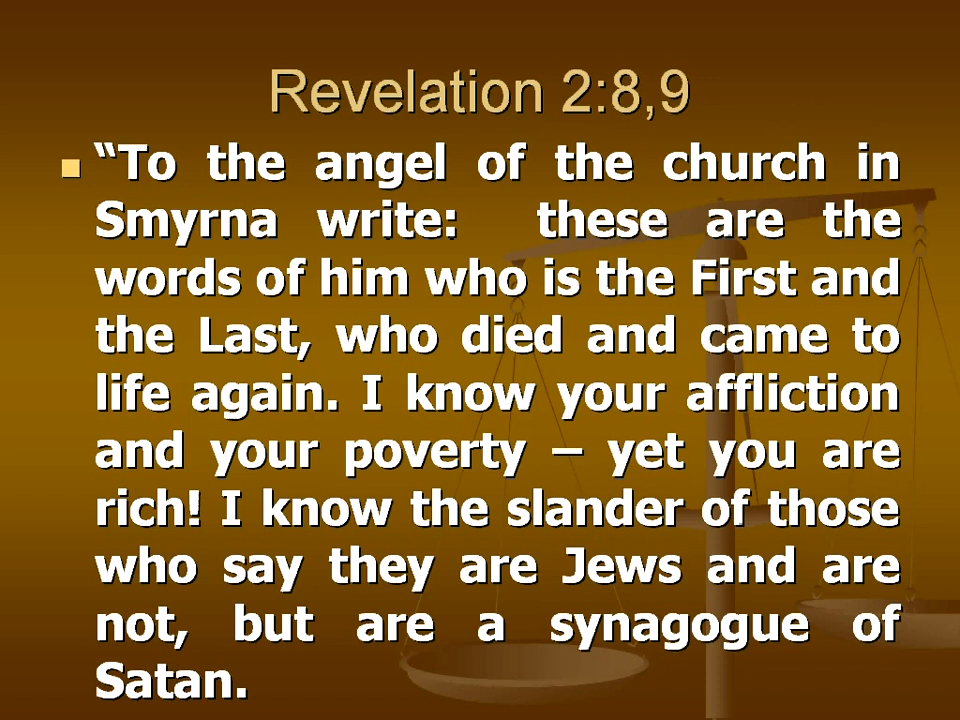 Revelation 2:8,9
“To the angel of the church in
Smyrna write: these are the
words of him who is the First and
the Last, who died and came to
life again. I know your affliction
and your poverty – yet you are
rich! I know the slander of those
who say they are Jews and are
not, but are a synagogue of
Satan.